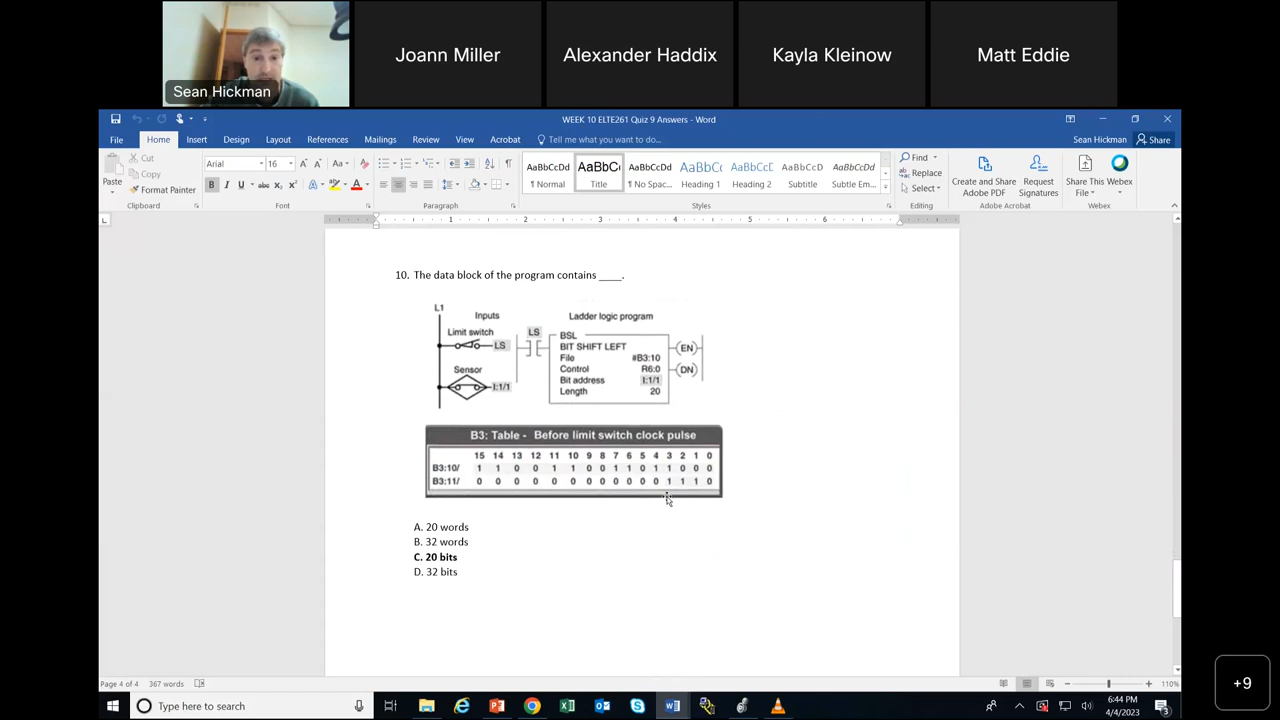 Joann Miller
Alexander Haddix
Kayla Kleinow
Matt Eddie
Sean Hickman
WEEK 10 ELTE261 Quiz 9 Answers - Word
File Home Insert Design Layout References Mailings Review View Acrobat Tell me what you want to do... Sean Hickman Share
Cut
Copy
Paste
Format Painter
Arial 16
AaBbCcDd AaBbC AaBbCcDd AaBbC AaBbCcD AaBbCcDd AaBbCcDd
¶ Normal Title ¶ No Spac... Heading 1 Heading 2 Subtitle Subtle Em...
Find
Replace
Select
Create and Share Adobe PDF
Request Signatures
Share This File
Webex
Clipboard Font Paragraph Styles Editing Adobe Acrobat Webex
1 2 3 4 5 6
10. The data block of the program contains ____.
L1
Inputs
Ladder logic program
Limit switch
LS
Sensor
I:1/1
LS
BSL
BIT SHIFT LEFT
File #B3:10
Control R6:0
Bit address I:1/1
Length 20
EN
DN
B3: Table - Before limit switch clock pulse
15 14 13 12 11 10 9 8 7 6 5 4 3 2 1 0
B3:10/ 1 1 0 0 1 1 0 0 1 1 0 1 1 0 0 0
B3:11/ 0 0 0 0 0 0 0 0 0 0 0 0 1 1 1 0
A. 20 words
B. 32 words
C. 20 bits
D. 32 bits
Page 4 of 4 367 words
110%
Type here to search
6:44 PM
4/4/2023
3
+9